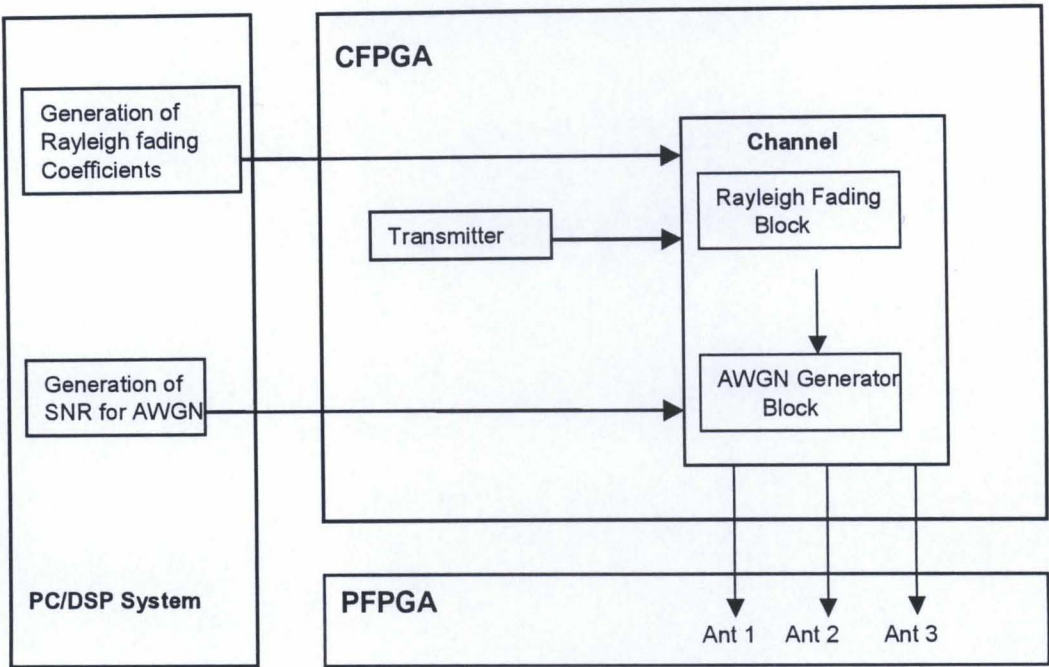 CFPGA
Generation of
Rayleigh fading
Coefficients
Channel
Rayleigh Fading
Block
Transmitter
Generation of
SNR for AWGN
AWGN Generator
Block
PC/DSP System
PFPGA
Ant 1 Ant 2 Ant 3